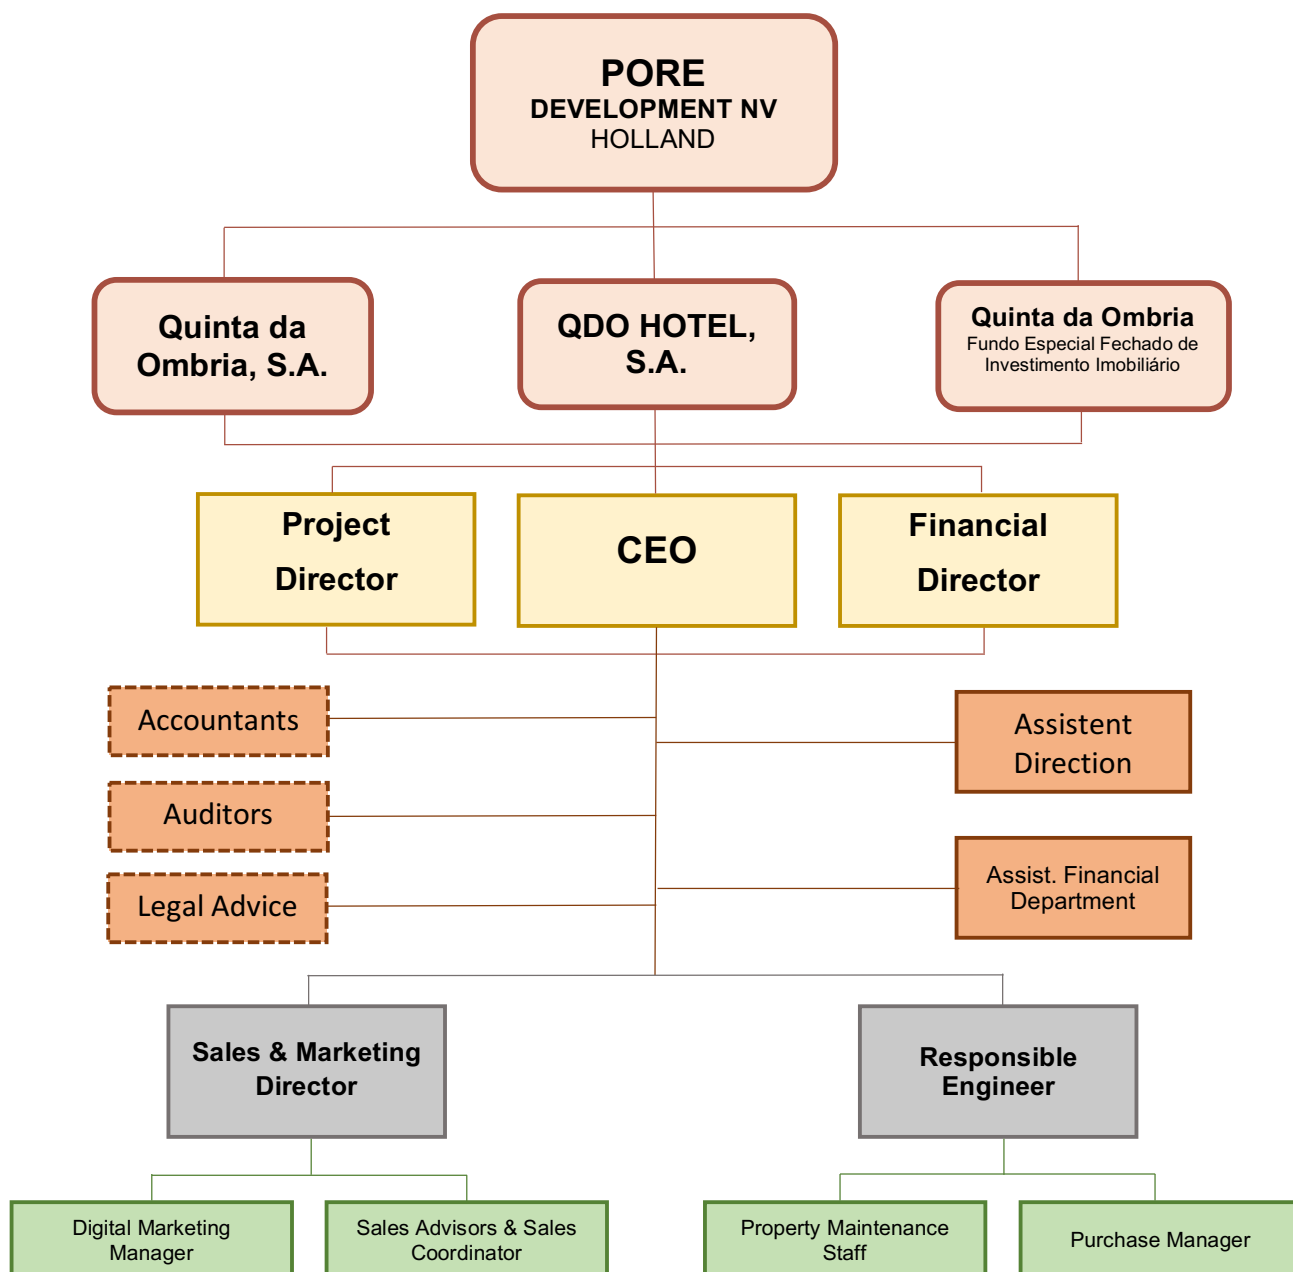 PORE
DEVELOPMENT NV
HOLLAND
Quinta da
Ombria, S.A.
QDO HOTEL,
S.A.
Quinta da Ombria
Fundo Especial Fechado de
Investimento Imobiliário
Project
Director
CEO
Financial
Director
Accountants
Assistent
Direction
Auditors
Assist. Financial
Department
Legal Advice
Sales & Marketing
Director
Responsible
Engineer
Digital Marketing
Manager
Sales Advisors & Sales
Coordinator
Property Maintenance
Staff
Purchase Manager